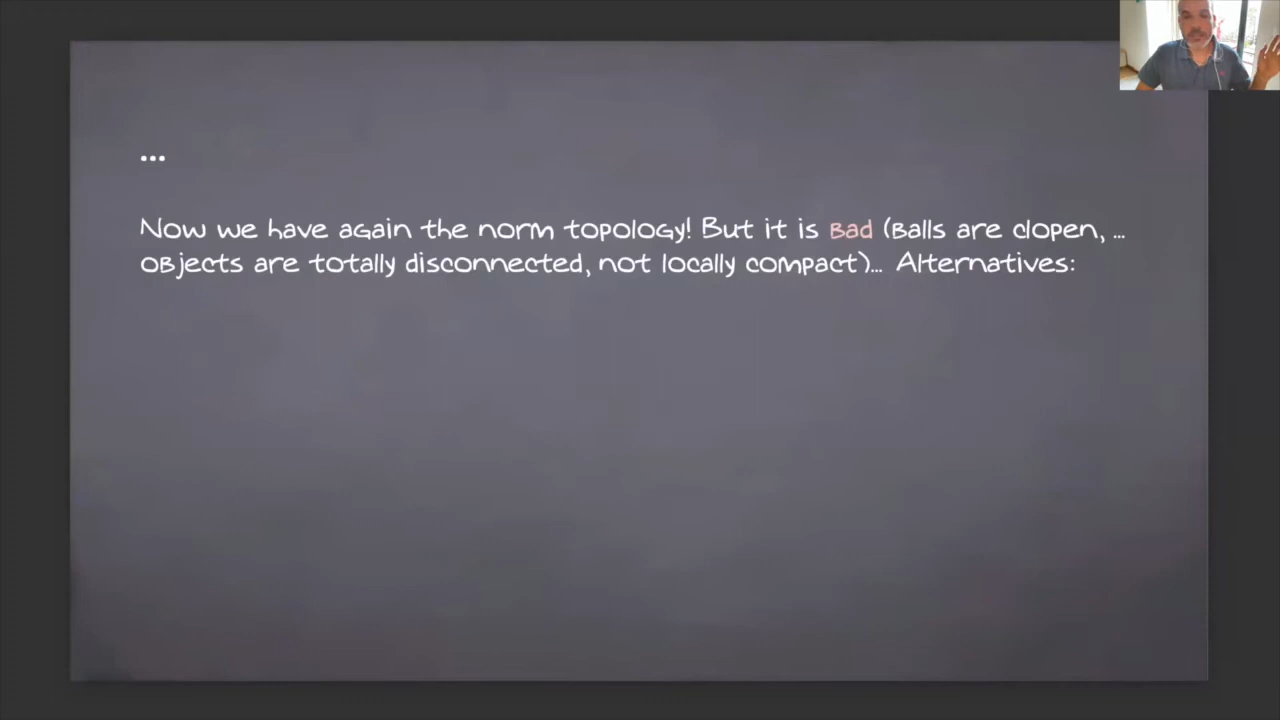 ...
Now we have again the norm topology! But it is Bad (Balls are clopen, ...
objects are totally disconnected, not locally compact)... Alternatives: